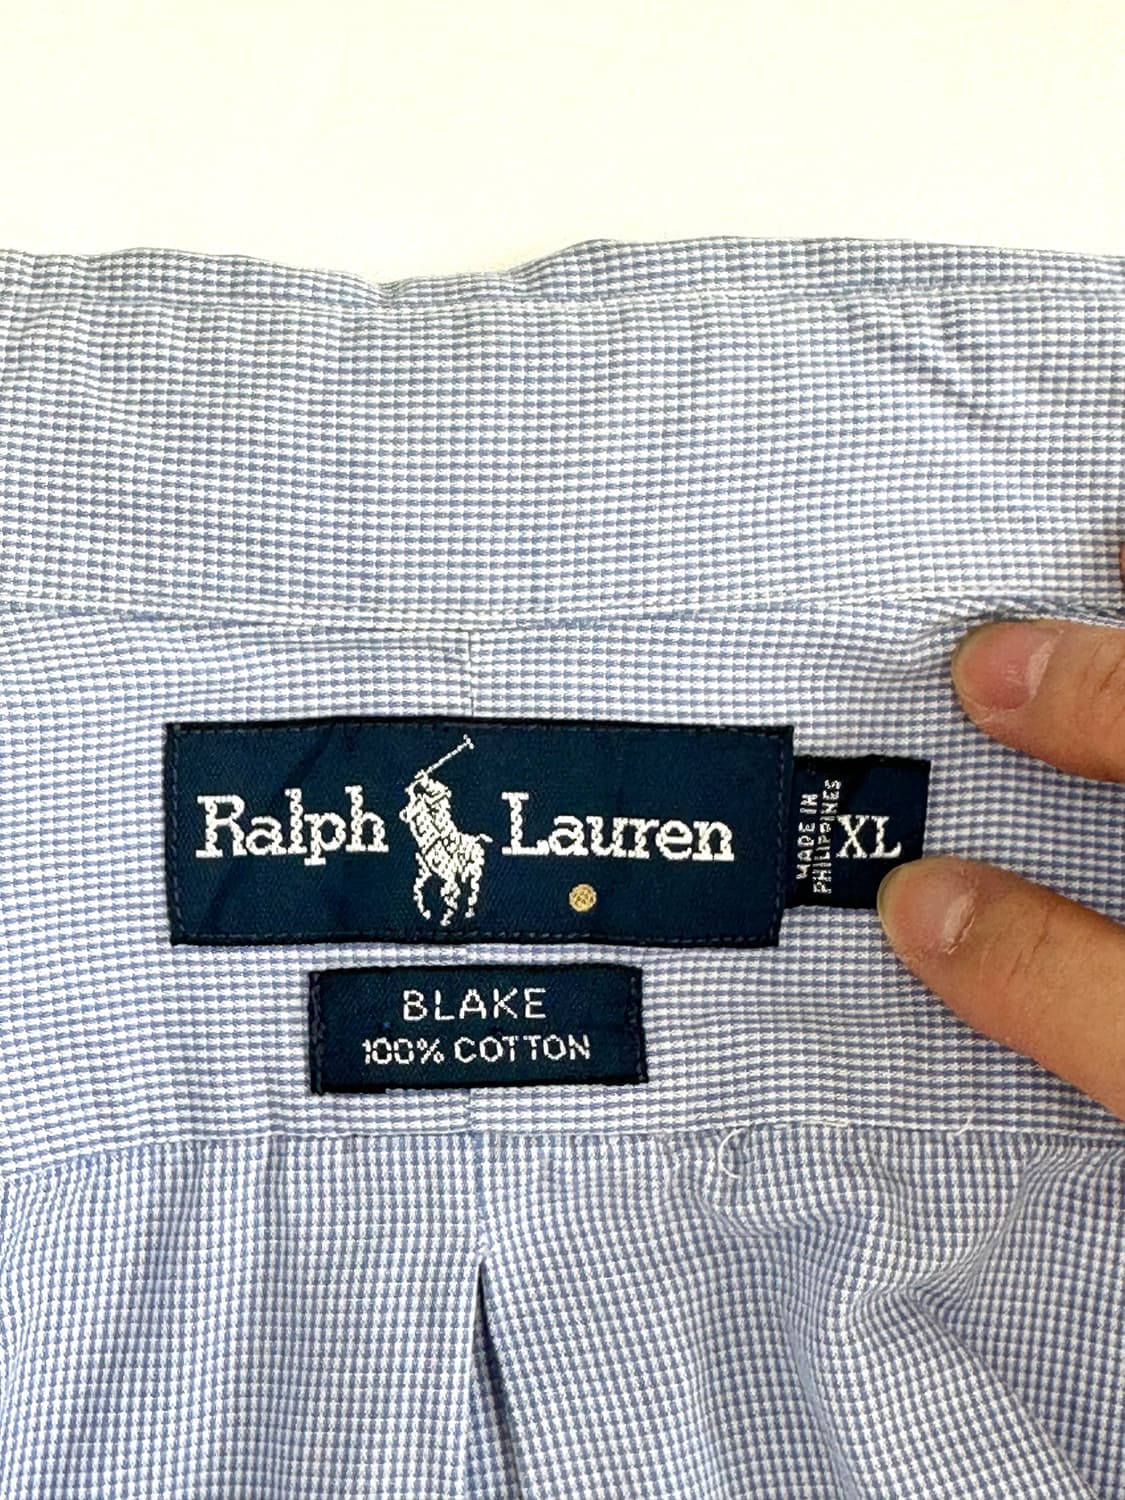 Ralph Lauren
MADE IN
PHILIPPINES
XL
BLAKE
100% COTTON